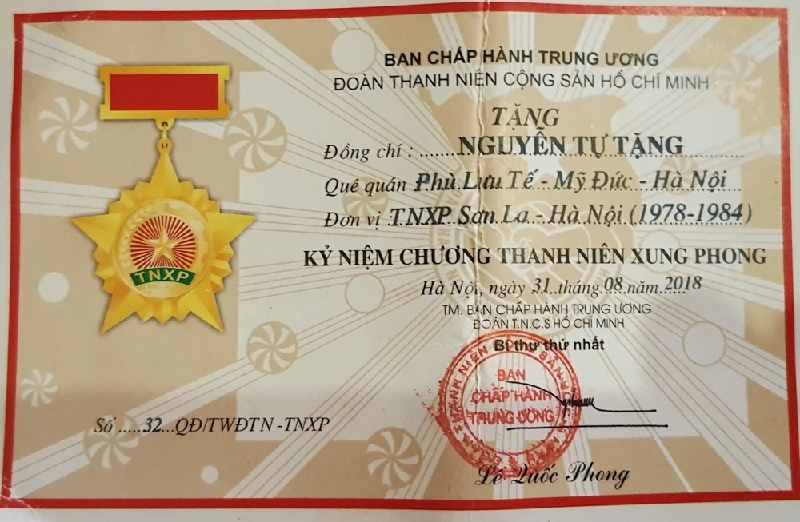 BAN CHẤP HÀNH TRUNG ƯƠNG
ĐOÀN THANH NIÊN CỘNG SẢN HỒ CHÍ MINH
TẶNG
Đồng chí : ......NGUYỄN TỰ TẶNG
Quê quán Phù Lưu Tế - Mỹ Đức - Hà Nội
Đơn vị TNXP Sơn La - Hà Nội (1978-1984)
KỶ NIỆM CHƯƠNG THANH NIÊN XUNG PHONG
Hà Nội, ngày 31 tháng 08 năm 2018
TM. BAN CHẤP HÀNH TRUNG ƯƠNG
ĐOÀN T.N.C.S HỒ CHÍ MINH
Bí thư thứ nhất
BAN
CHẤP HÀNH
TRUNG ƯƠNG
Lê Quốc Phong
Số ....32...QĐ/TWĐTN -TNXP
TNXP